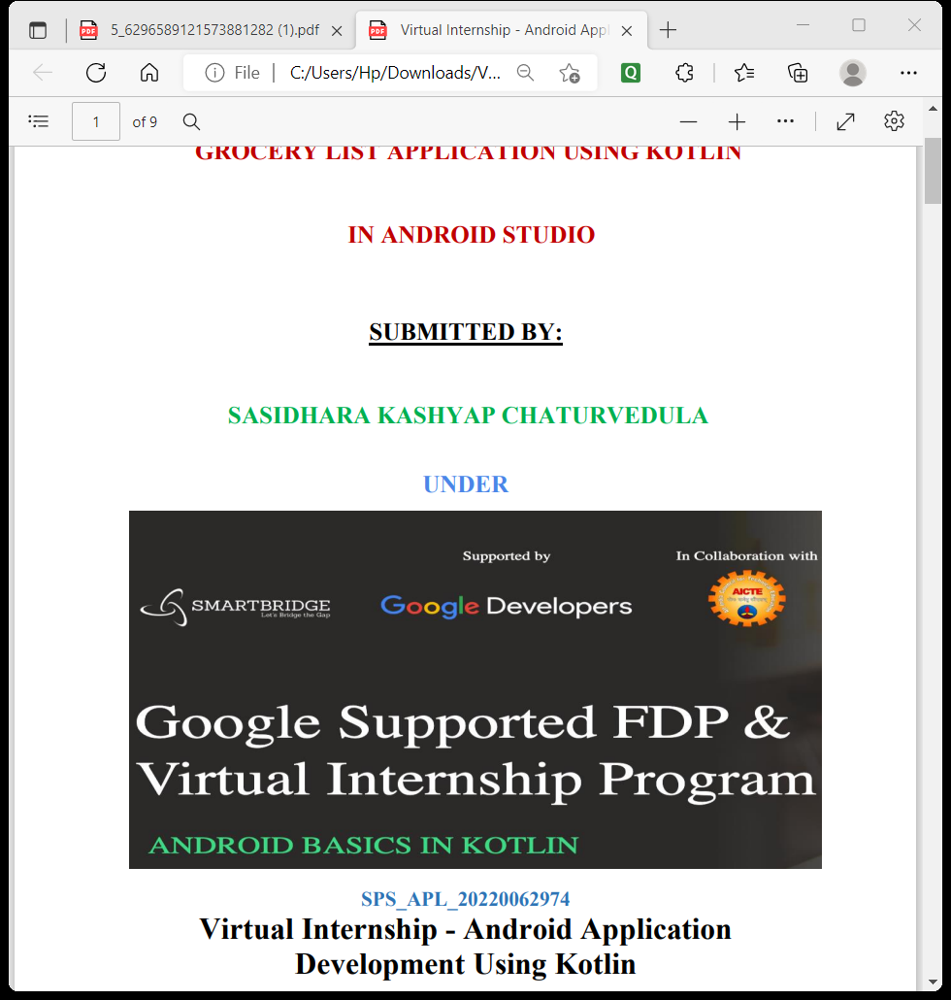 5_6296589121573881282 (1).pdf
Virtual Internship - Android Appl
File
C:/Users/Hp/Downloads/V...
Q
1
of 9
GROCERY LIST APPLICATION USING KOTLIN
IN ANDROID STUDIO
SUBMITTED BY:
SASIDHARA KASHYAP CHATURVEDULA
UNDER
Supported by
In Collaboration with
SMARTBRIDGE
Let's Bridge the Gap
Google Developers
AICTE
Google Supported FDP &
Virtual Internship Program
ANDROID BASICS IN KOTLIN
SPS_APL_20220062974
Virtual Internship - Android Application
Development Using Kotlin